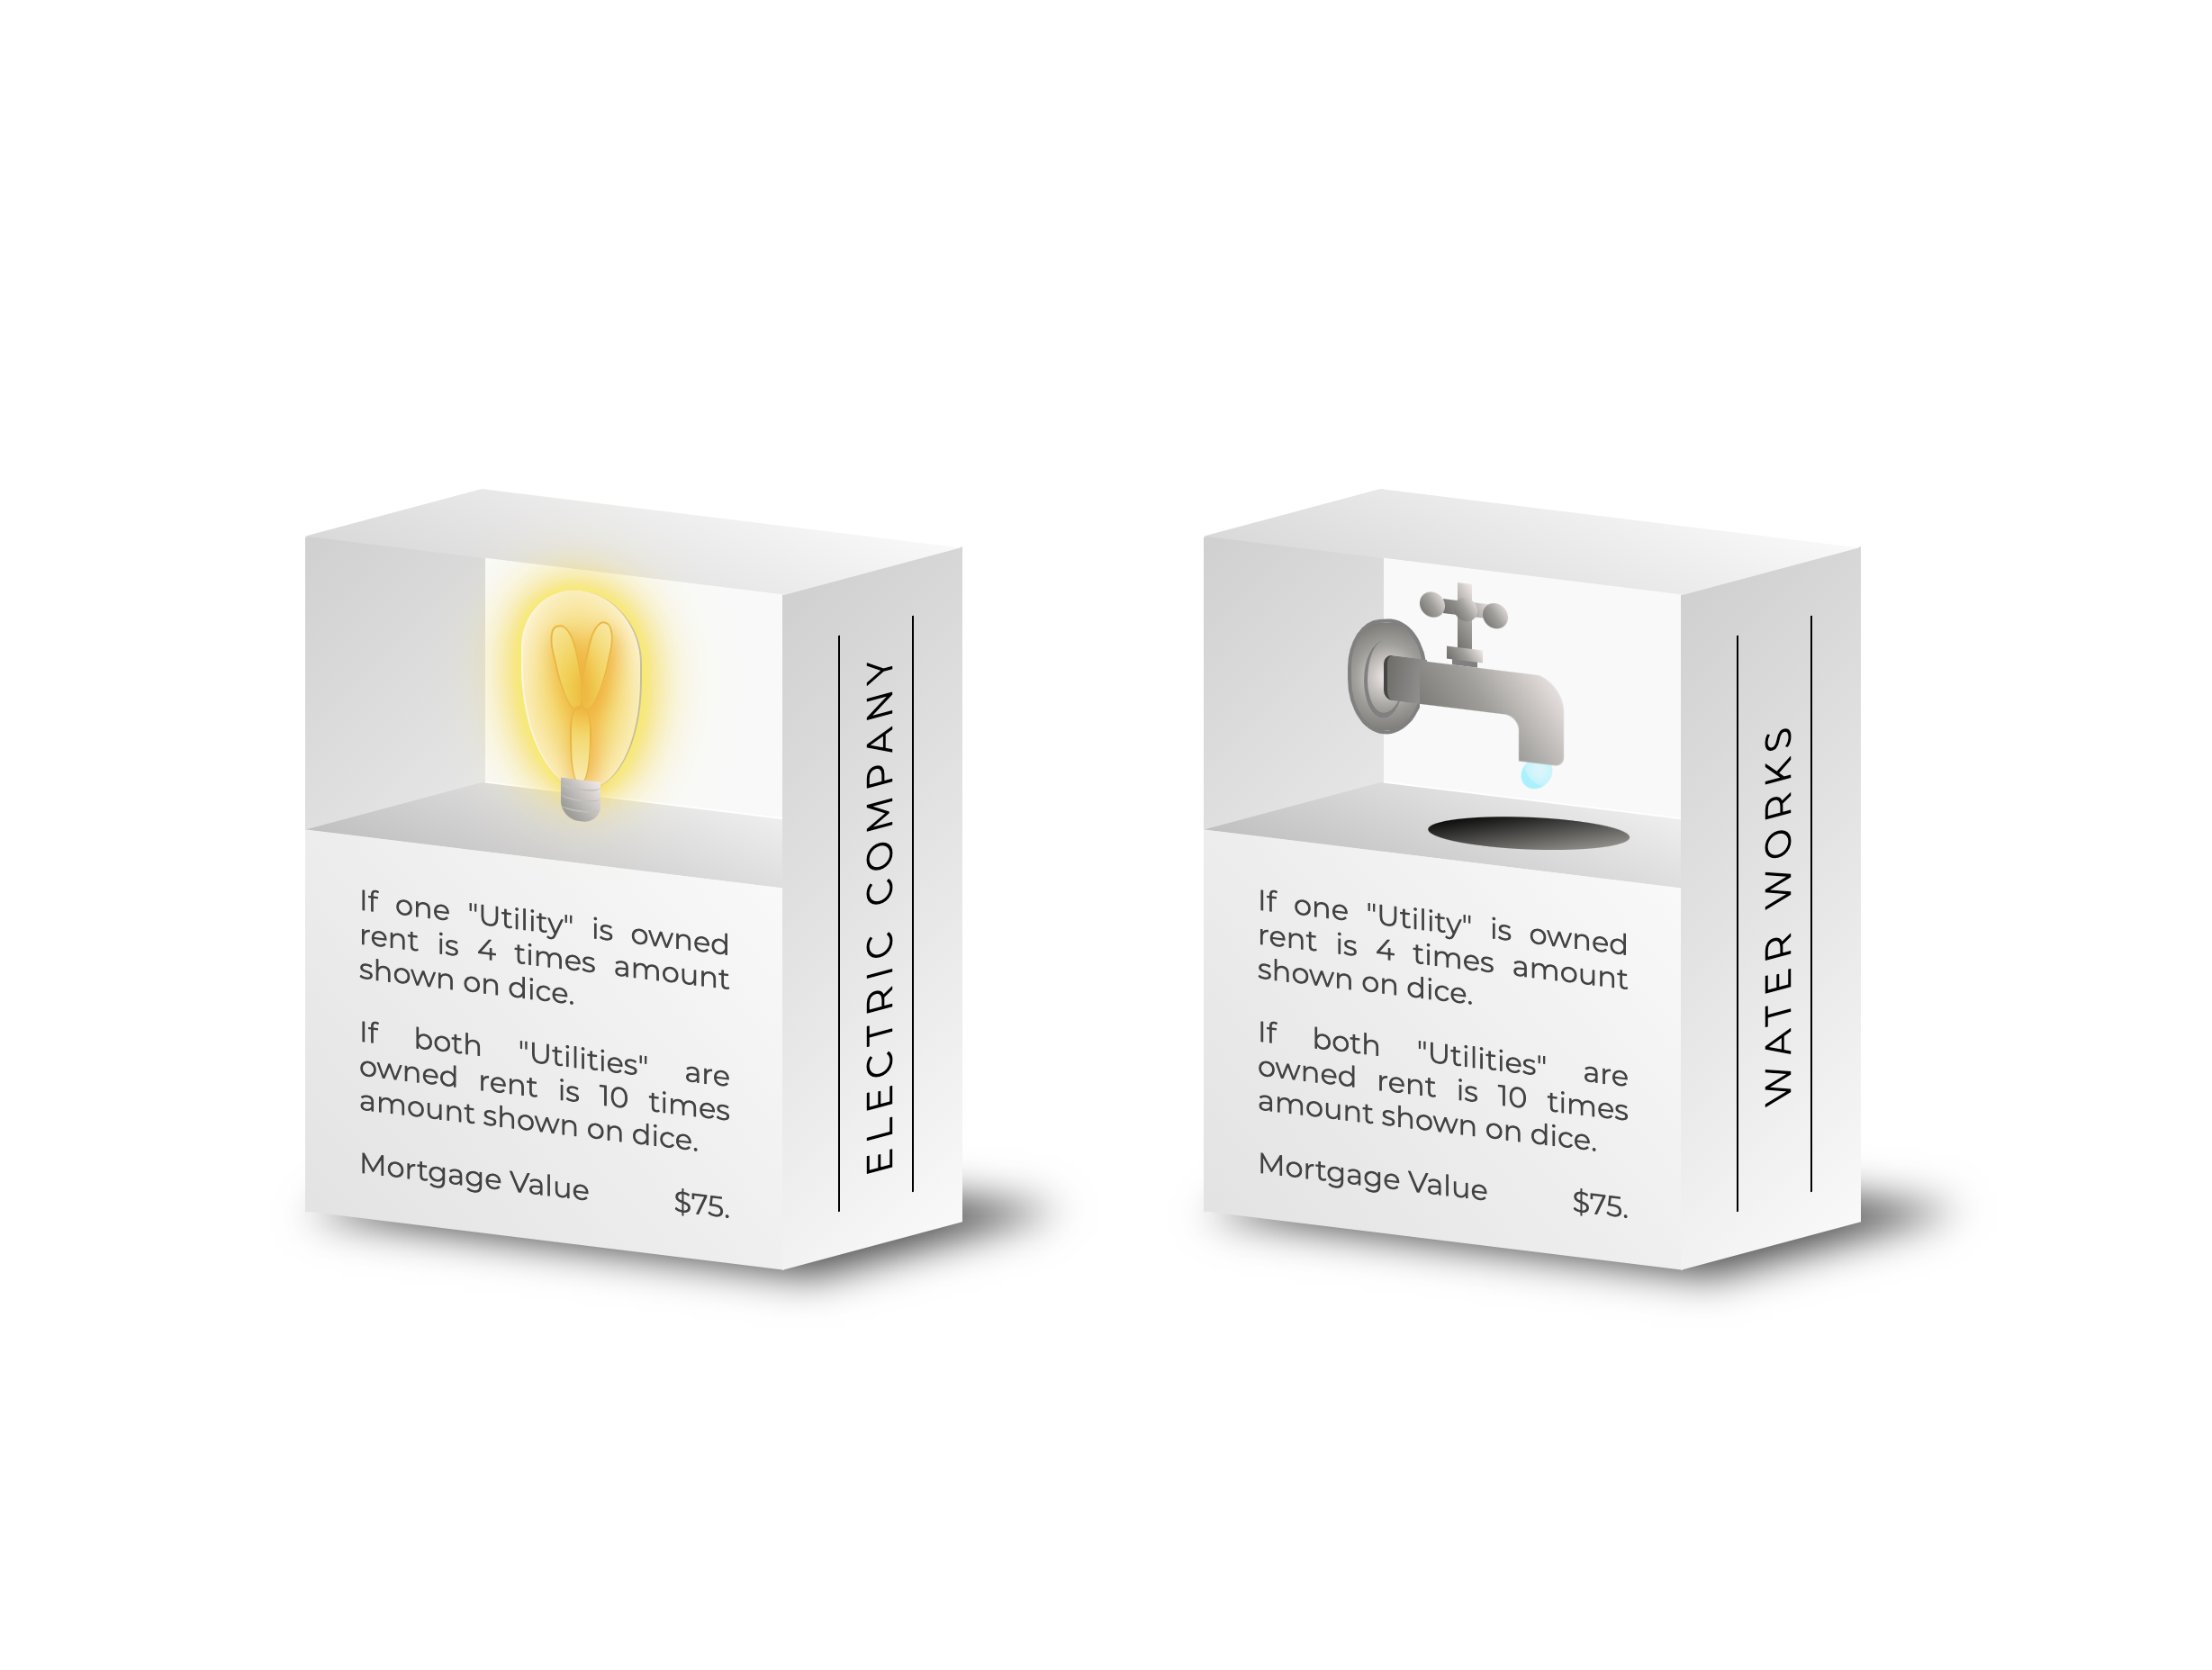 If one "Utility" is owned
rent is 4 times amount
shown on dice.
If both "Utilities" are
owned rent is 10 times
amount shown on dice.
Mortgage Value $75.
ELECTRIC COMPANY
If one "Utility" is owned
rent is 4 times amount
shown on dice.
If both "Utilities" are
owned rent is 10 times
amount shown on dice.
Mortgage Value $75.
WATER WORKS